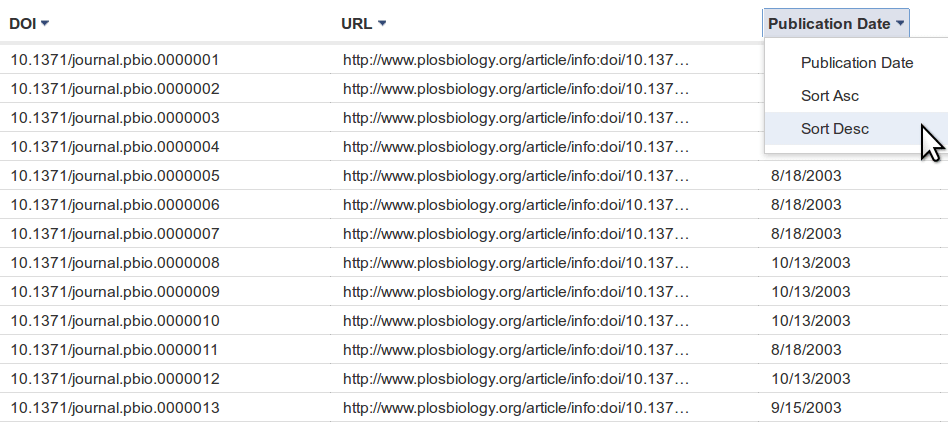 DOI URL Publication Date
10.1371/journal.pbio.0000001 http://www.plosbiology.org/article/info:doi/10.137…
Publication Date
10.1371/journal.pbio.0000002 http://www.plosbiology.org/article/info:doi/10.137…
Sort Asc
10.1371/journal.pbio.0000003 http://www.plosbiology.org/article/info:doi/10.137…
Sort Desc
10.1371/journal.pbio.0000004 http://www.plosbiology.org/article/info:doi/10.137…
10.1371/journal.pbio.0000005 http://www.plosbiology.org/article/info:doi/10.137… 8/18/2003
10.1371/journal.pbio.0000006 http://www.plosbiology.org/article/info:doi/10.137… 8/18/2003
10.1371/journal.pbio.0000007 http://www.plosbiology.org/article/info:doi/10.137… 8/18/2003
10.1371/journal.pbio.0000008 http://www.plosbiology.org/article/info:doi/10.137… 10/13/2003
10.1371/journal.pbio.0000009 http://www.plosbiology.org/article/info:doi/10.137… 10/13/2003
10.1371/journal.pbio.0000010 http://www.plosbiology.org/article/info:doi/10.137… 10/13/2003
10.1371/journal.pbio.0000011 http://www.plosbiology.org/article/info:doi/10.137… 8/18/2003
10.1371/journal.pbio.0000012 http://www.plosbiology.org/article/info:doi/10.137… 10/13/2003
10.1371/journal.pbio.0000013 http://www.plosbiology.org/article/info:doi/10.137… 9/15/2003